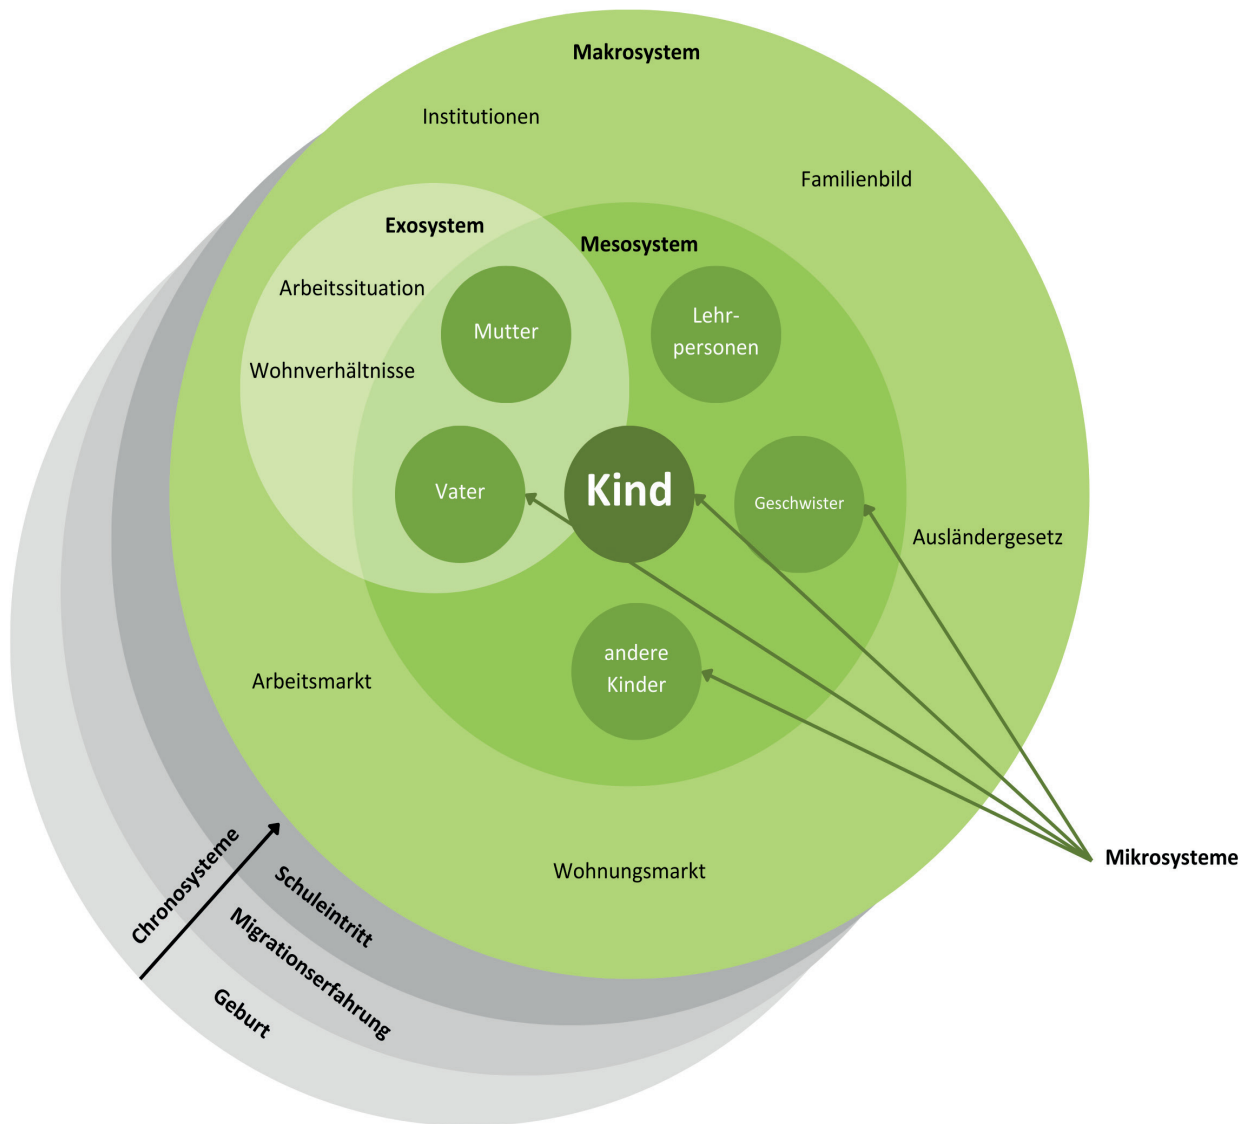 Makrosystem
Institutionen
Familienbild
Exosystem
Mesosystem
Arbeitssituation
Mutter
Lehr-
personen
Wohnverhältnisse
Vater
Kind
Geschwister
Ausländergesetz
andere
Kinder
Arbeitsmarkt
Wohnungsmarkt
Mikrosysteme
Chronosysteme
Schuleintritt
Migrationserfahrung
Geburt